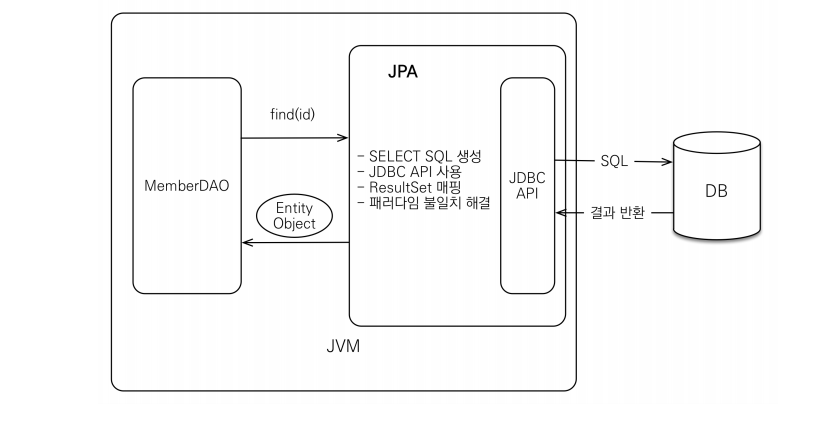 JPA
find(id)
- SELECT SQL 생성
- JDBC API 사용
- ResultSet 매핑
- 패러다임 불일치 해결
MemberDAO
JDBC
API
SQL
DB
Entity
Object
결과 반환
JVM